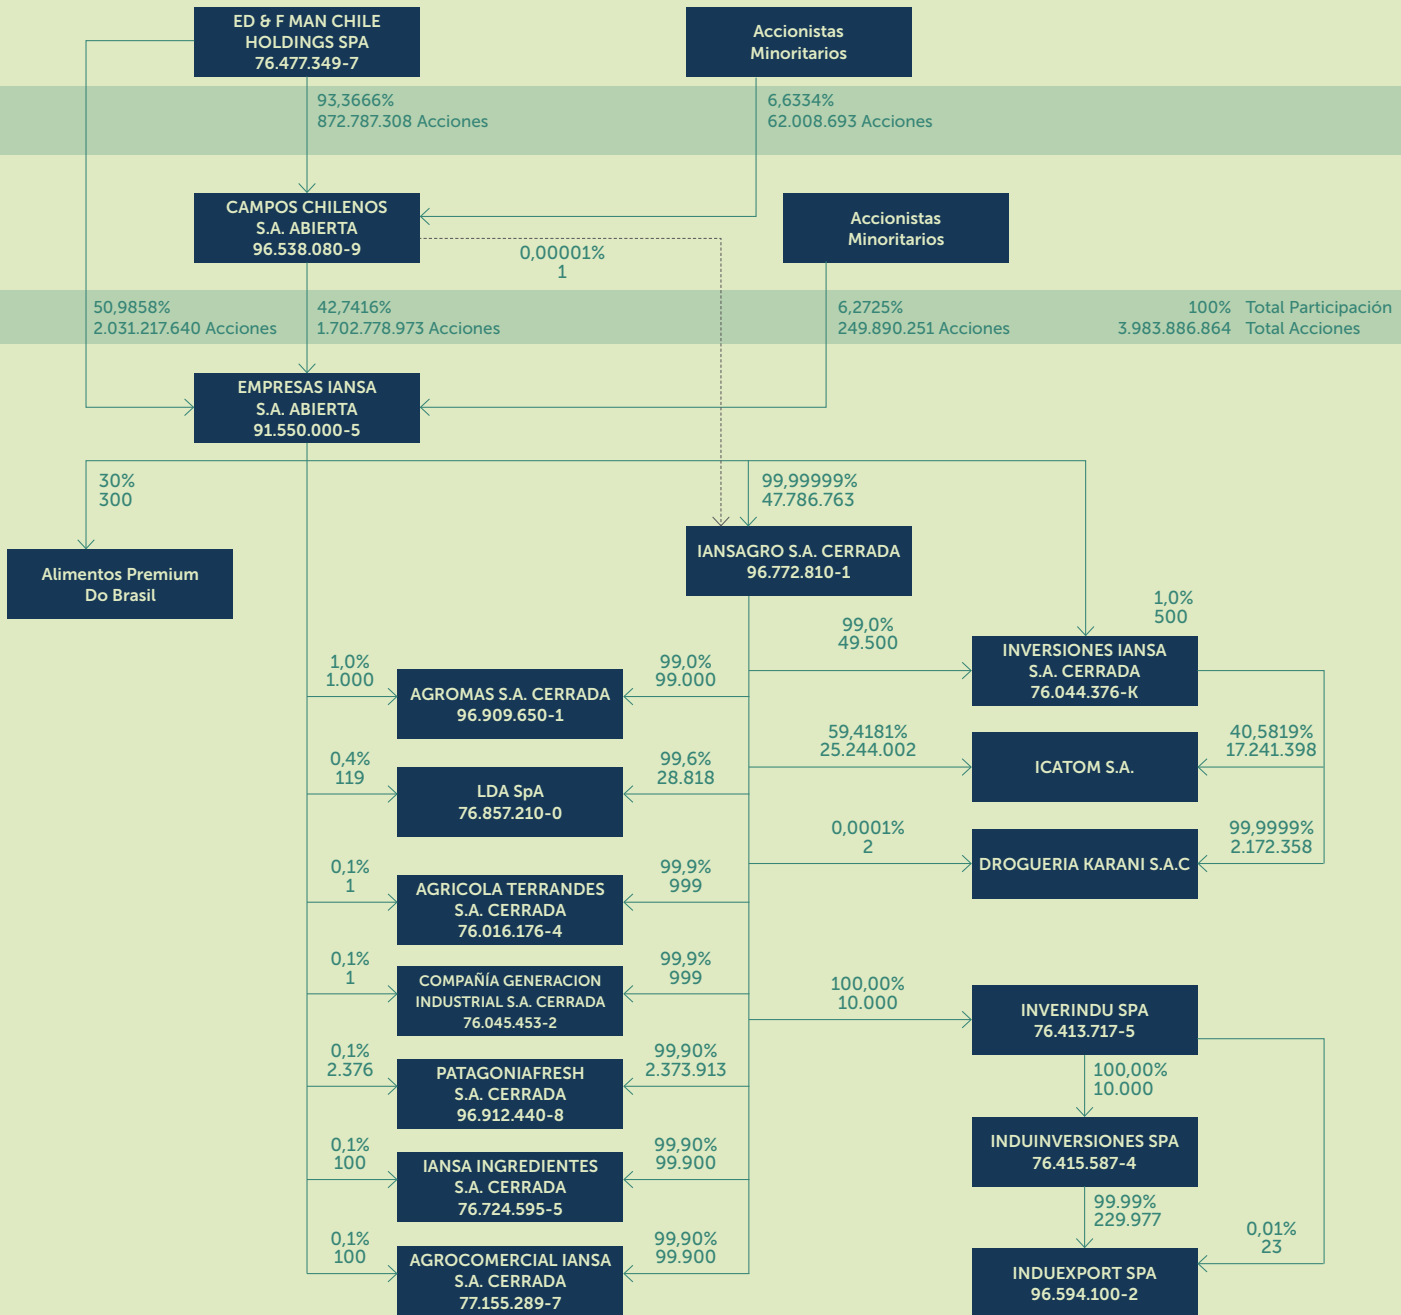 ED & F MAN CHILE
HOLDINGS SPA
76.477.349-7
Accionistas
Minoritarios
93,3666%
872.787.308 Acciones
6,6334%
62.008.693 Acciones
CAMPOS CHILENOS
S.A. ABIERTA
96.538.080-9
Accionistas
Minoritarios
0,00001%
1
50,9858%
2.031.217.640 Acciones
42,7416%
1.702.778.973 Acciones
6,2725%
249.890.251 Acciones
100% Total Participación
3.983.886.864 Total Acciones
EMPRESAS IANSA
S.A. ABIERTA
91.550.000-5
30%
300
99,99999%
47.786.763
Alimentos Premium
Do Brasil
IANSAGRO S.A. CERRADA
96.772.810-1
1,0%
500
99,0%
49.500
INVERSIONES IANSA
S.A. CERRADA
76.044.376-K
1,0%
1.000
AGROMAS S.A. CERRADA
96.909.650-1
99,0%
99.000
59,4181%
25.244.002
ICATOM S.A.
40,5819%
17.241.398
0,4%
119
LDA SpA
76.857.210-0
99,6%
28.818
0,0001%
2
DROGUERIA KARANI S.A.C
99,9999%
2.172.358
0,1%
1
AGRICOLA TERRANDES
S.A. CERRADA
76.016.176-4
99,9%
999
0,1%
1
COMPAÑÍA GENERACION
INDUSTRIAL S.A. CERRADA
76.045.453-2
99,9%
999
100,00%
10.000
INVERINDU SPA
76.413.717-5
0,1%
2.376
PATAGONIAFRESH
S.A. CERRADA
96.912.440-8
99,90%
2.373.913
100,00%
10.000
INDUINVERSIONES SPA
76.415.587-4
0,1%
100
IANSA INGREDIENTES
S.A. CERRADA
76.724.595-5
99,90%
99.900
99.99%
229.977
0,01%
23
0,1%
100
AGROCOMERCIAL IANSA
S.A. CERRADA
77.155.289-7
99,90%
99.900
INDUEXPORT SPA
96.594.100-2